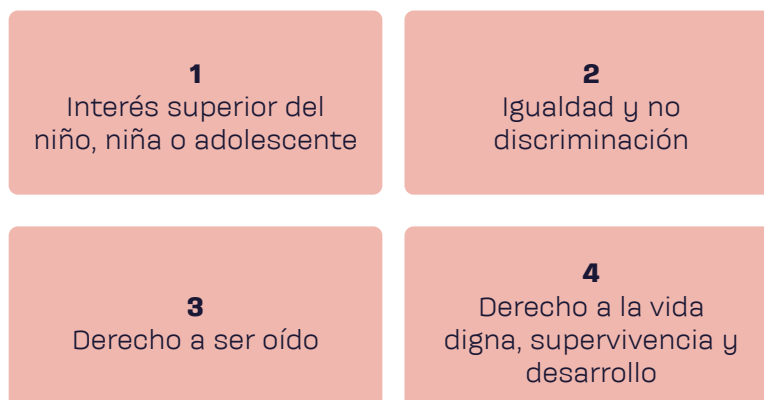 1
Interés superior del
niño, niña o adolescente
2
Igualdad y no
discriminación
3
Derecho a ser oído
4
Derecho a la vida
digna, supervivencia y
desarrollo